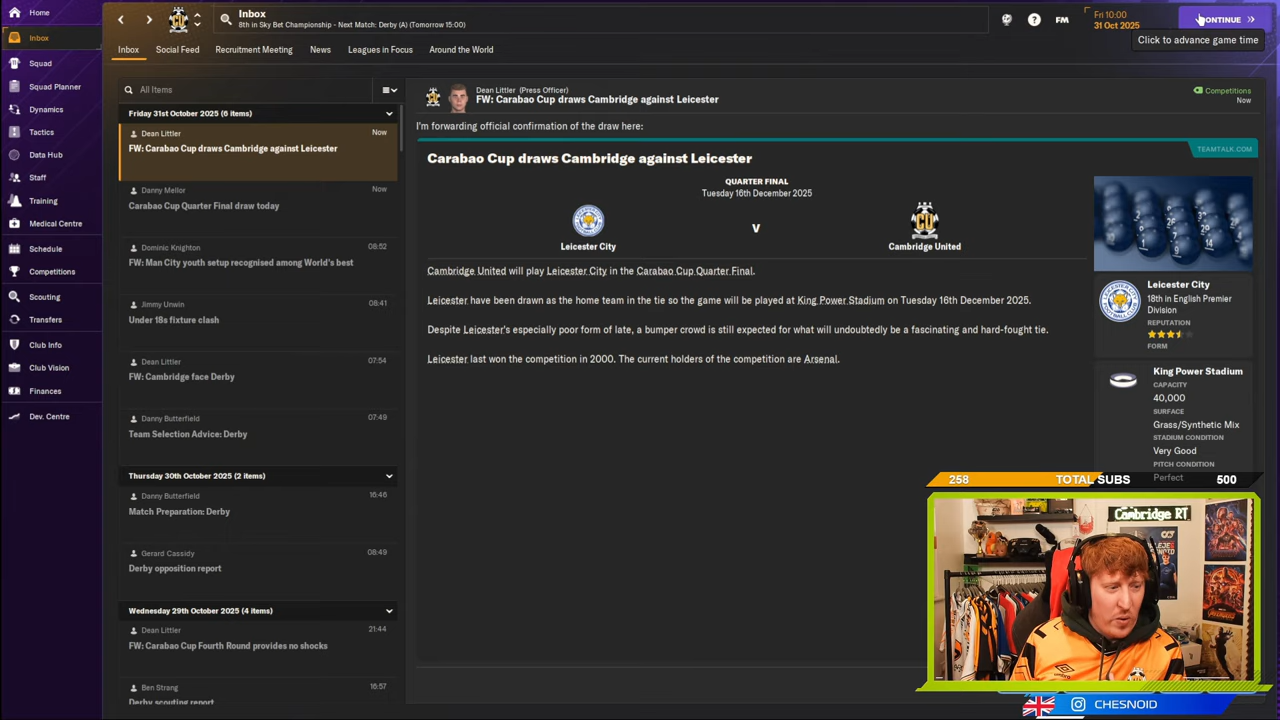 Home
Inbox
Squad
Squad Planner
Dynamics
Tactics
Data Hub
Staff
Training
Medical Centre
Schedule
Competitions
Scouting
Transfers
Club Info
Club Vision
Finances
Dev. Centre
Inbox
8th in Sky Bet Championship - Next Match: Derby (A) (Tomorrow 15:00)
FM
Fri 10:00
31 Oct 2025
CONTINUE
Click to advance game time
Inbox Social Feed Recruitment Meeting News Leagues in Focus Around the World
All Items
Friday 31st October 2025 (6 items)
Dean Littler Now
FW: Carabao Cup draws Cambridge against Leicester
Danny Mellor Now
Carabao Cup Quarter Final draw today
Dominic Knighton 08:52
FW: Man City youth setup recognised among World's best
Jimmy Unwin 08:41
Under 18s fixture clash
Dean Littler 07:54
FW: Cambridge face Derby
Danny Butterfield 07:49
Team Selection Advice: Derby
Thursday 30th October 2025 (2 items)
Danny Butterfield 16:46
Match Preparation: Derby
Gerard Cassidy 08:49
Derby opposition report
Wednesday 29th October 2025 (4 items)
Dean Littler 21:44
FW: Carabao Cup Fourth Round provides no shocks
Ben Strang 16:57
Derby scouting report
Dean Littler (Press Officer)
FW: Carabao Cup draws Cambridge against Leicester
Competitions
Now
I'm forwarding official confirmation of the draw here:
TEAMTALK.COM
Carabao Cup draws Cambridge against Leicester
QUARTER FINAL
Tuesday 16th December 2025
V
Leicester City Cambridge United
Cambridge United will play Leicester City in the Carabao Cup Quarter Final.
Leicester have been drawn as the home team in the tie so the game will be played at King Power Stadium on Tuesday 16th December 2025.
Despite Leicester's especially poor form of late, a bumper crowd is still expected for what will undoubtedly be a fascinating and hard-fought tie.
Leicester last won the competition in 2000. The current holders of the competition are Arsenal.
Leicester City
18th in English Premier
Division
REPUTATION
FORM
King Power Stadium
CAPACITY
40,000
SURFACE
Grass/Synthetic Mix
STADIUM CONDITION
Very Good
PITCH CONDITION
Perfect
258 TOTAL SUBS 500
Cambridge RT
CHESNOID